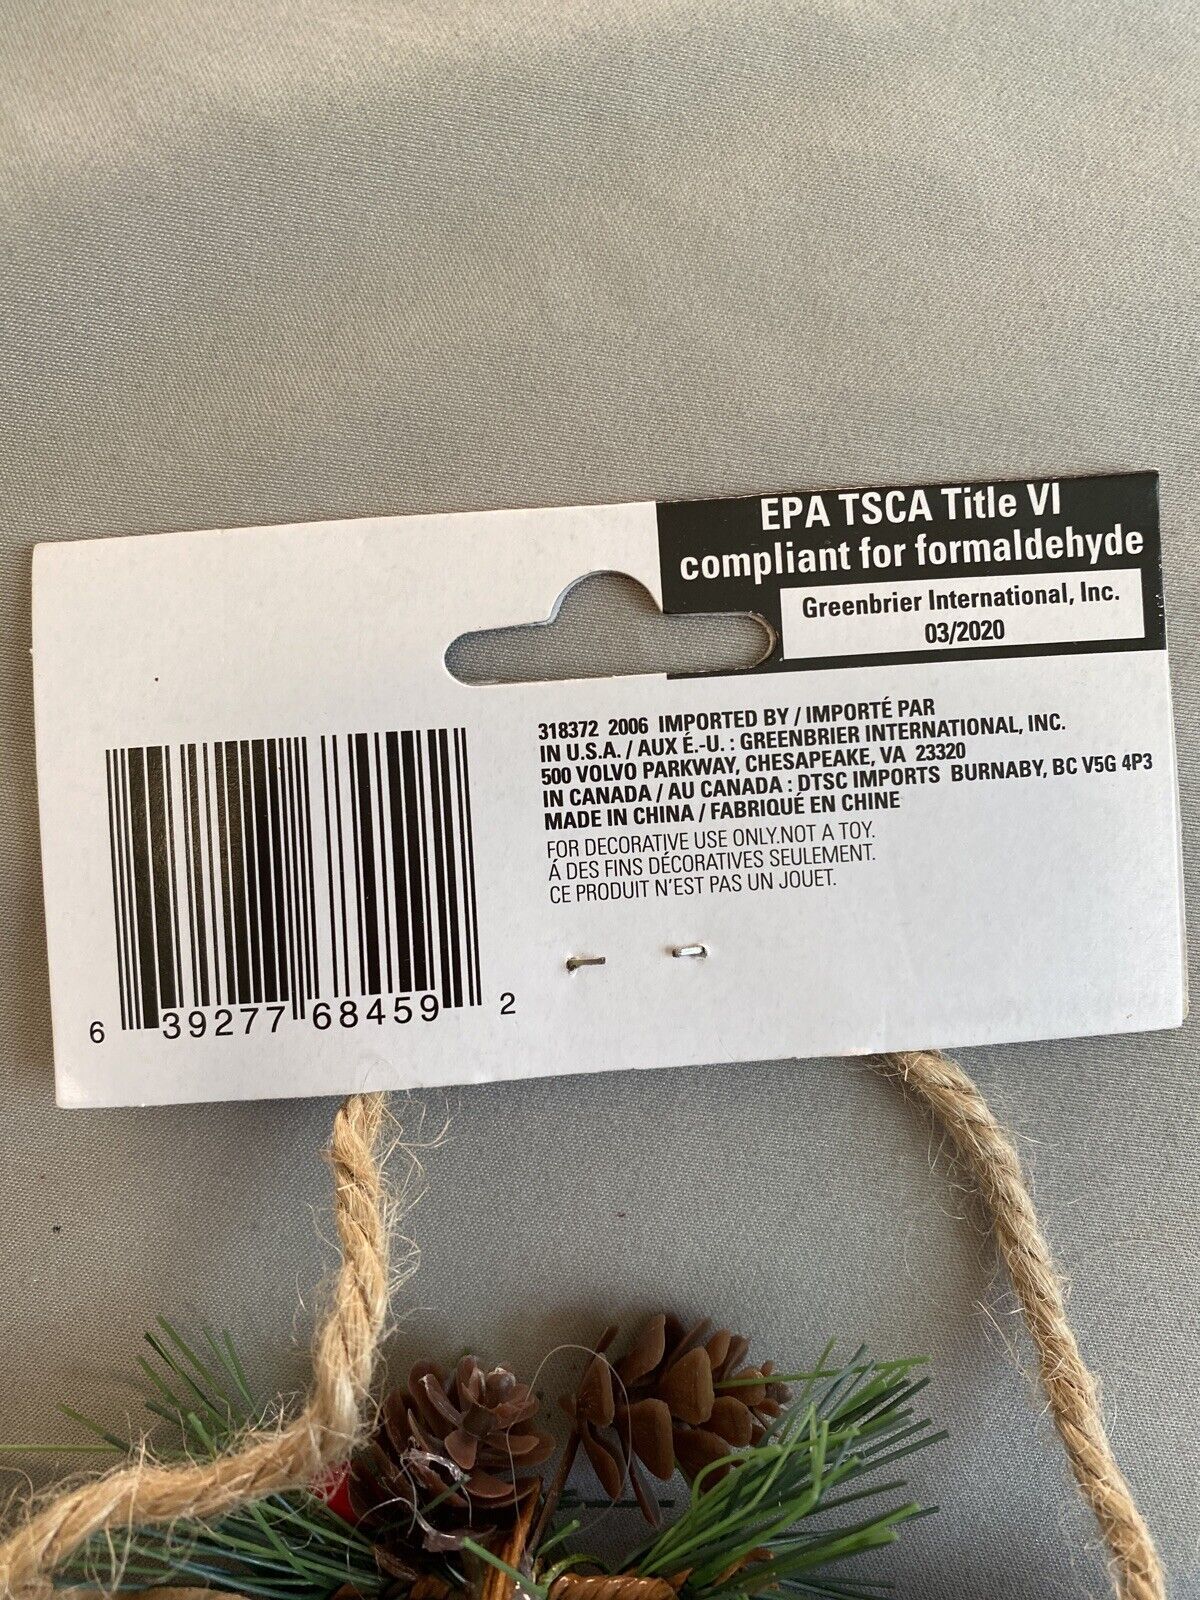 EPA TSCA Title VI
compliant for formaldehyde
Greenbrier International, Inc.
03/2020
318372 2006 IMPORTED BY / IMPORTÉ PAR
IN U.S.A. / AUX É.-U. : GREENBRIER INTERNATIONAL, INC.
500 VOLVO PARKWAY, CHESAPEAKE, VA 23320
IN CANADA / AU CANADA : DTSC IMPORTS BURNABY, BC V5G 4P3
MADE IN CHINA / FABRIQUÉ EN CHINE
FOR DECORATIVE USE ONLY.NOT A TOY.
Á DES FINS DÉCORATIVES SEULEMENT.
CE PRODUIT N'EST PAS UN JOUET.
6 39277 68459 2